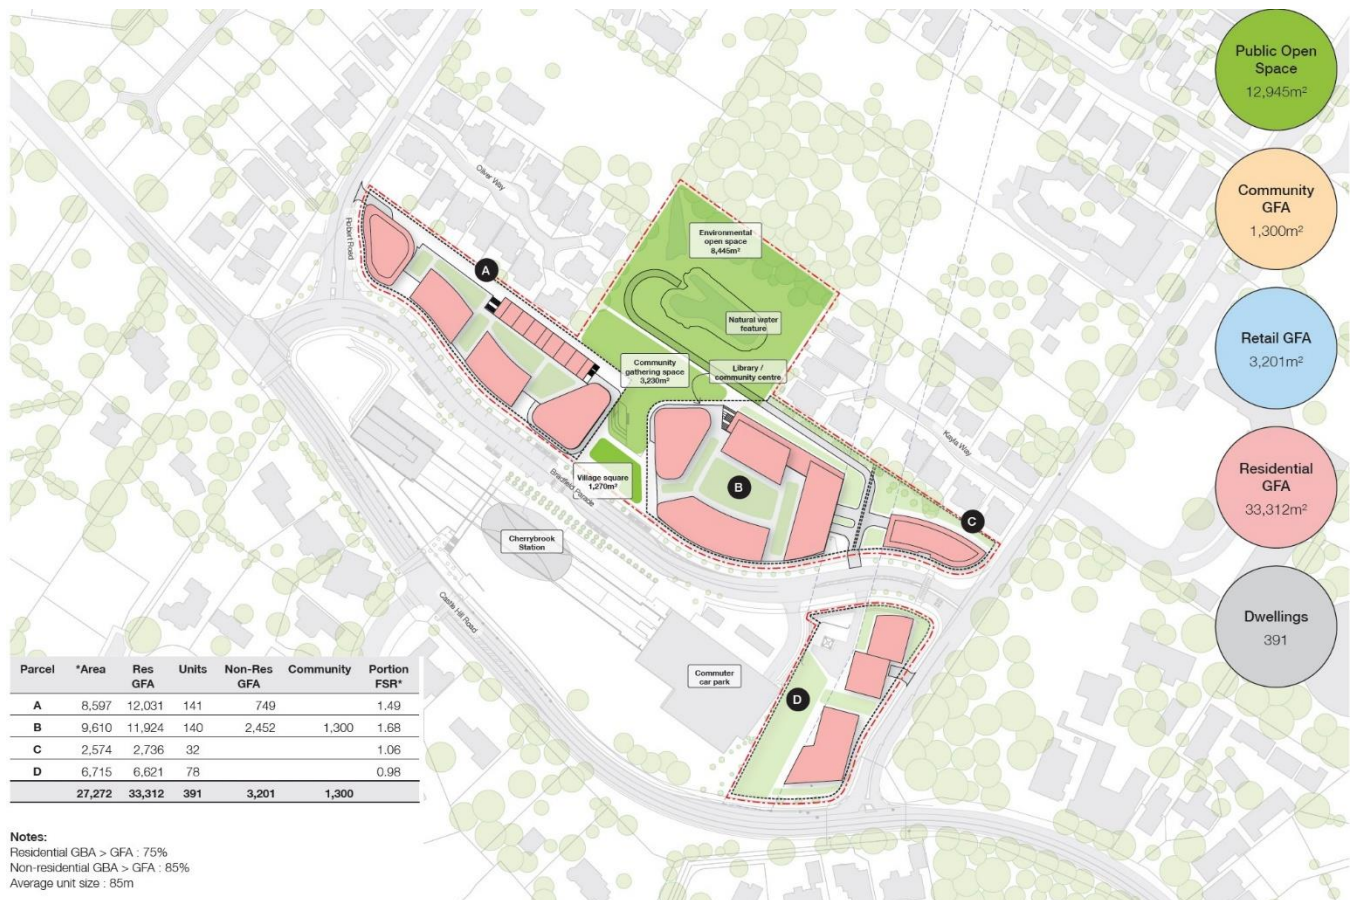 Public Open
Space
12,945m²
Community
GFA
1,300m²
Retail GFA
3,201m²
Residential
GFA
33,312m²
Dwellings
391
Oliver Way
Robert Road
A
Environmental
open space
8,445m²
Natural water
feature
Community
gathering space
3,230m²
Library /
community centre
Kayla Way
Village square
1,270m²
Bradfield Parade
B
C
Cherrybrook
Station
Castle Hill Road
Commuter
car park
D
Parcel *Area Res GFA Units Non-Res GFA Community Portion FSR*
A 8,597 12,031 141 749 1.49
B 9,610 11,924 140 2,452 1,300 1.68
C 2,574 2,736 32 1.06
D 6,715 6,621 78 0.98
27,272 33,312 391 3,201 1,300
Notes:
Residential GBA > GFA : 75%
Non-residential GBA > GFA : 85%
Average unit size : 85m